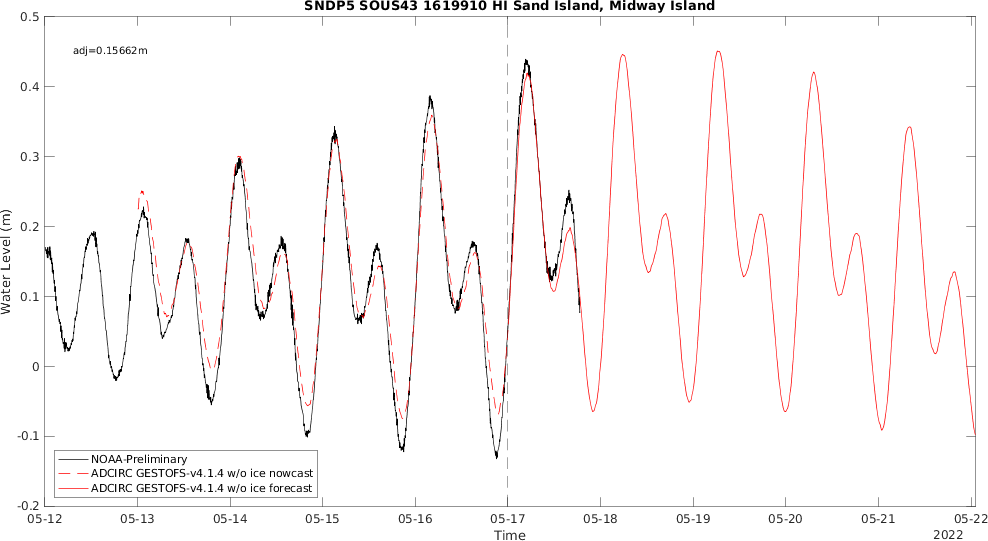 SNDP5 SOUS43 1619910 HI Sand Island, Midway Island
adj=0.15662m
0.5
0.4
0.3
0.2
0.1
0
-0.1
-0.2
Water Level (m)
NOAA-Preliminary
ADCIRC GESTOFS-v4.1.4 w/o ice nowcast
ADCIRC GESTOFS-v4.1.4 w/o ice forecast
05-12 05-13 05-14 05-15 05-16 05-17 05-18 05-19 05-20 05-21 05-22
Time
2022